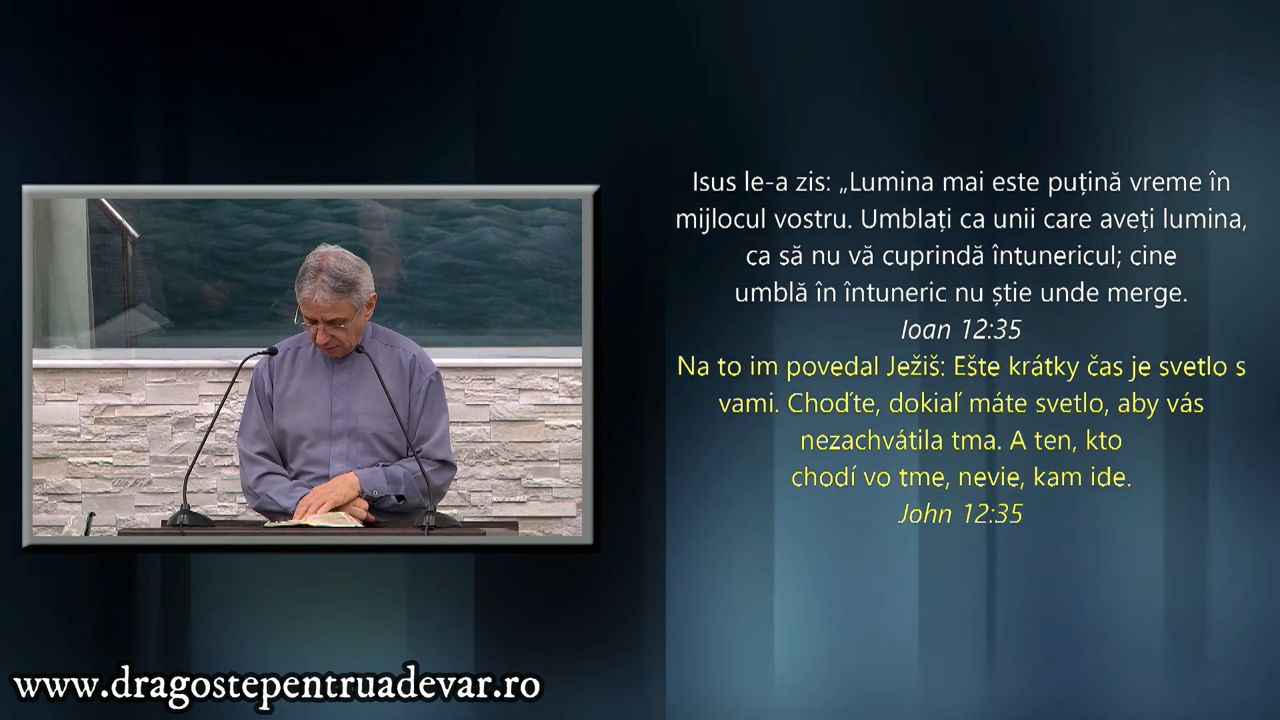 Isus le-a zis: „Lumina mai este puțină vreme în
mijlocul vostru. Umblați ca unii care aveți lumina,
ca să nu vă cuprindă întunericul; cine
umblă în întuneric nu știe unde merge.
Ioan 12:35
Na to im povedal Ježiš: Ešte krátky čas je svetlo s
vami. Choďte, dokiaľ máte svetlo, aby vás
nezachvátila tma. A ten, kto
chodí vo tme, nevie, kam ide.
John 12:35
www.dragostepentruadevar.ro